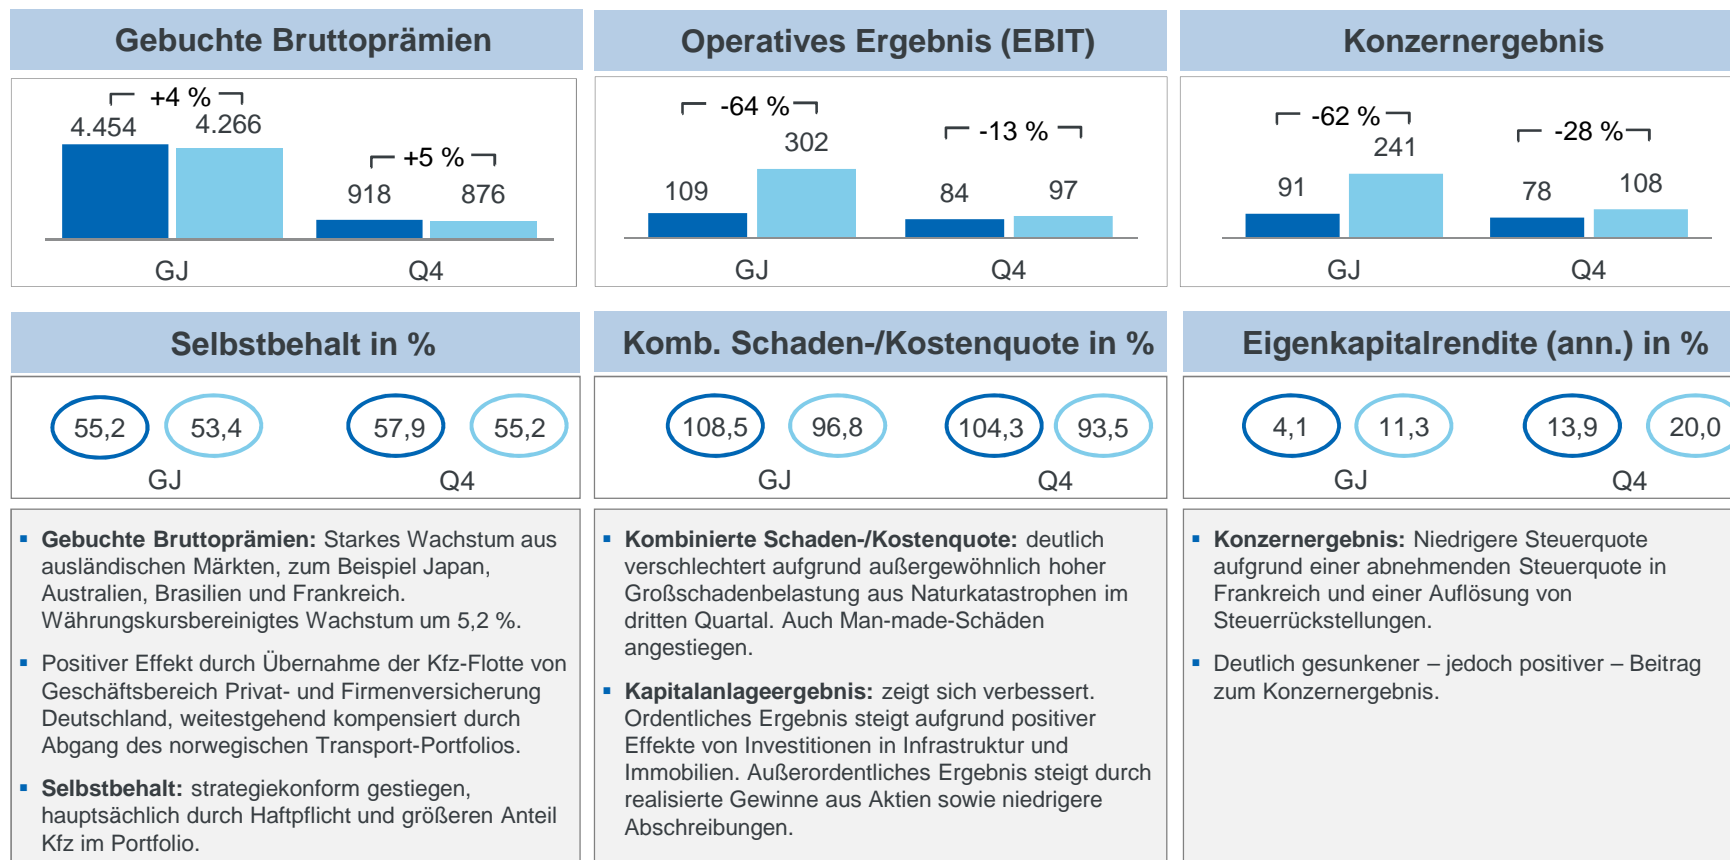 Gebuchte Bruttoprämien
+4 %
4.454
4.266
+5 %
918
876
GJ
Q4
Operatives Ergebnis (EBIT)
-64 %
302
109
-13 %
84
97
GJ
Q4
Konzernergebnis
-62 %
241
91
-28 %
78
108
GJ
Q4
Selbstbehalt in %
55,2
53,4
57,9
55,2
GJ
Q4
Komb. Schaden-/Kostenquote in %
108,5
96,8
104,3
93,5
GJ
Q4
Eigenkapitalrendite (ann.) in %
4,1
11,3
13,9
20,0
GJ
Q4
▪ Gebuchte Bruttoprämien: Starkes Wachstum aus
ausländischen Märkten, zum Beispiel Japan,
Australien, Brasilien und Frankreich.
Währungskursbereinigtes Wachstum um 5,2 %.
▪ Positiver Effekt durch Übernahme der Kfz-Flotte von
Geschäftsbereich Privat- und Firmenversicherung
Deutschland, weitestgehend kompensiert durch
Abgang des norwegischen Transport-Portfolios.
▪ Selbstbehalt: strategiekonform gestiegen,
hauptsächlich durch Haftpflicht und größeren Anteil
Kfz im Portfolio.
▪ Kombinierte Schaden-/Kostenquote: deutlich
verschlechtert aufgrund außergewöhnlich hoher
Großschadenbelastung aus Naturkatastrophen im
dritten Quartal. Auch Man-made-Schäden
angestiegen.
▪ Kapitalanlageergebnis: zeigt sich verbessert.
Ordentliches Ergebnis steigt aufgrund positiver
Effekte von Investitionen in Infrastruktur und
Immobilien. Außerordentliches Ergebnis steigt durch
realisierte Gewinne aus Aktien sowie niedrigere
Abschreibungen.
▪ Konzernergebnis: Niedrigere Steuerquote
aufgrund einer abnehmenden Steuerquote in
Frankreich und einer Auflösung von
Steuerrückstellungen.
▪ Deutlich gesunkener – jedoch positiver – Beitrag
zum Konzernergebnis.